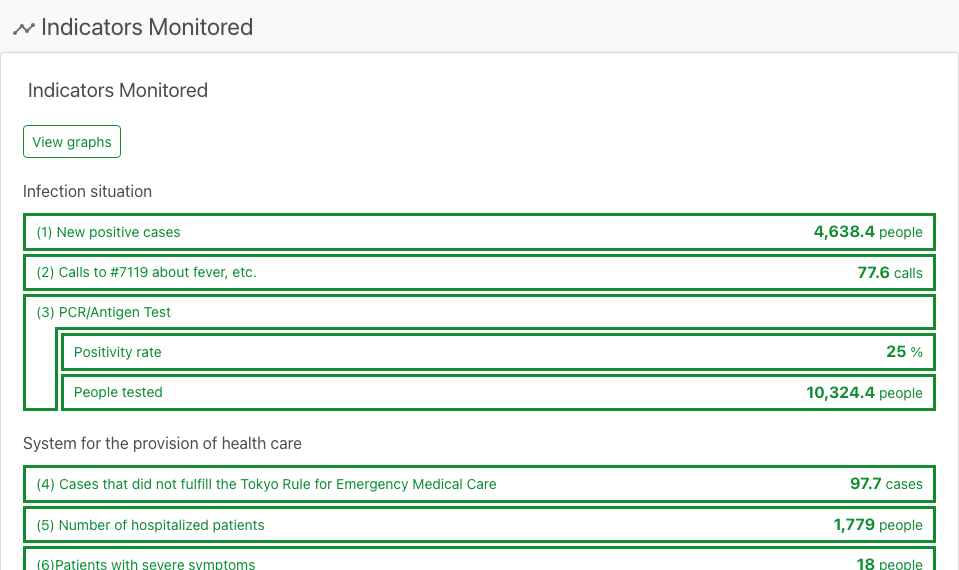 Indicators Monitored
Indicators Monitored
View graphs
Infection situation
(1) New positive cases 4,638.4 people
(2) Calls to #7119 about fever, etc. 77.6 calls
(3) PCR/Antigen Test
Positivity rate 25 %
People tested 10,324.4 people
System for the provision of health care
(4) Cases that did not fulfill the Tokyo Rule for Emergency Medical Care 97.7 cases
(5) Number of hospitalized patients 1,779 people
(6)Patients with severe symptoms 18 people